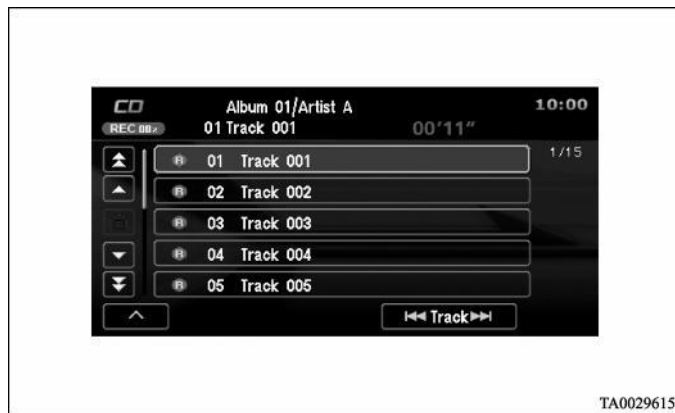 CD Album 01/Artist A 10:00
REC 00% 01 Track 001 00'11"
01 Track 001 1/15
02 Track 002
03 Track 003
04 Track 004
05 Track 005
Track
TA0029615